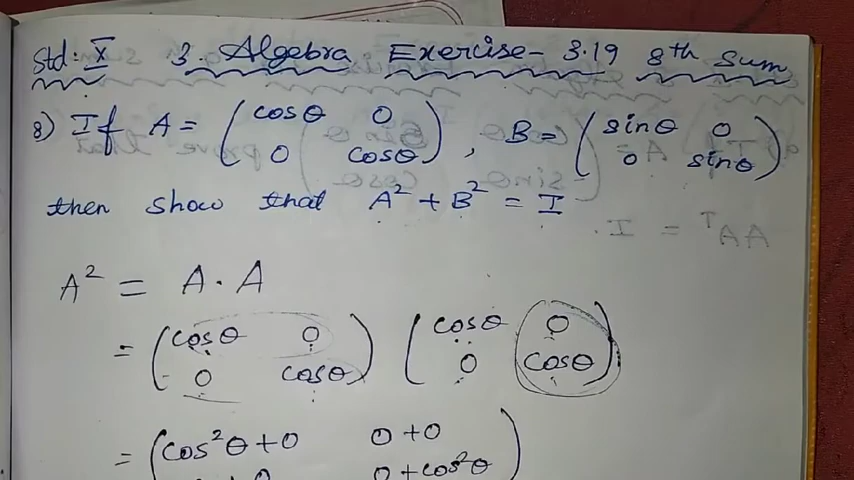 Std: X 3. Algebra Exercise - 3.19 8th Sum
8) If A = ( cosθ 0 ) , B = ( sinθ 0 )
( 0 cosθ ) ( 0 sinθ )
then show that A² + B² = I
A² = A · A
= ( cosθ 0 ) ( cosθ 0 )
( 0 cosθ ) ( 0 cosθ )
= ( cos²θ + 0 0 + 0 )
0 + cos²θ )